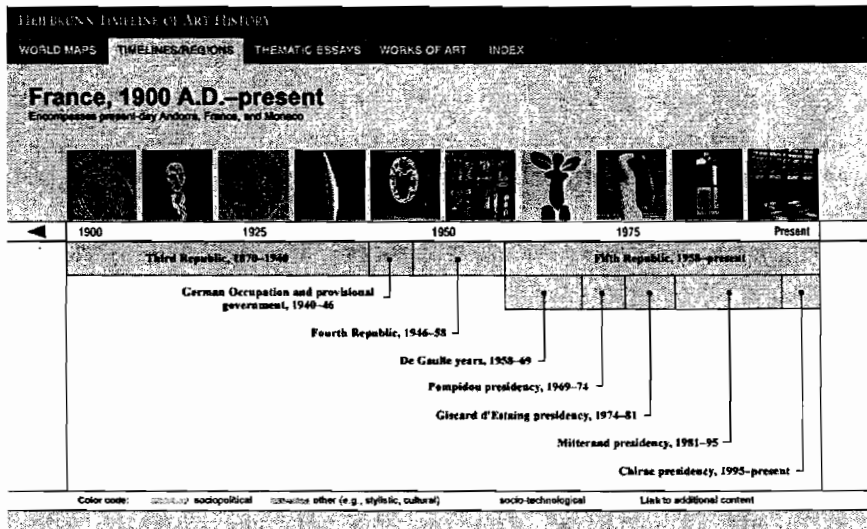 HEILBRUNN TIMELINE OF ART HISTORY
WORLD MAPS TIMELINES/REGIONS THEMATIC ESSAYS WORKS OF ART INDEX
France, 1900 A.D.–present
Encompasses present-day Andorra, France, and Monaco
1900 1925 1950 1975 Present
Third Republic, 1870–1940 Fifth Republic, 1958–present
German Occupation and provisional
government, 1940–46
Fourth Republic, 1946–58
De Gaulle years, 1958–69
Pompidou presidency, 1969–74
Giscard d'Estaing presidency, 1974–81
Mitterand presidency, 1981–95
Chirac presidency, 1995–present
Color code: sociopolitical other (e.g., stylistic, cultural) socio-technological Link to additional content